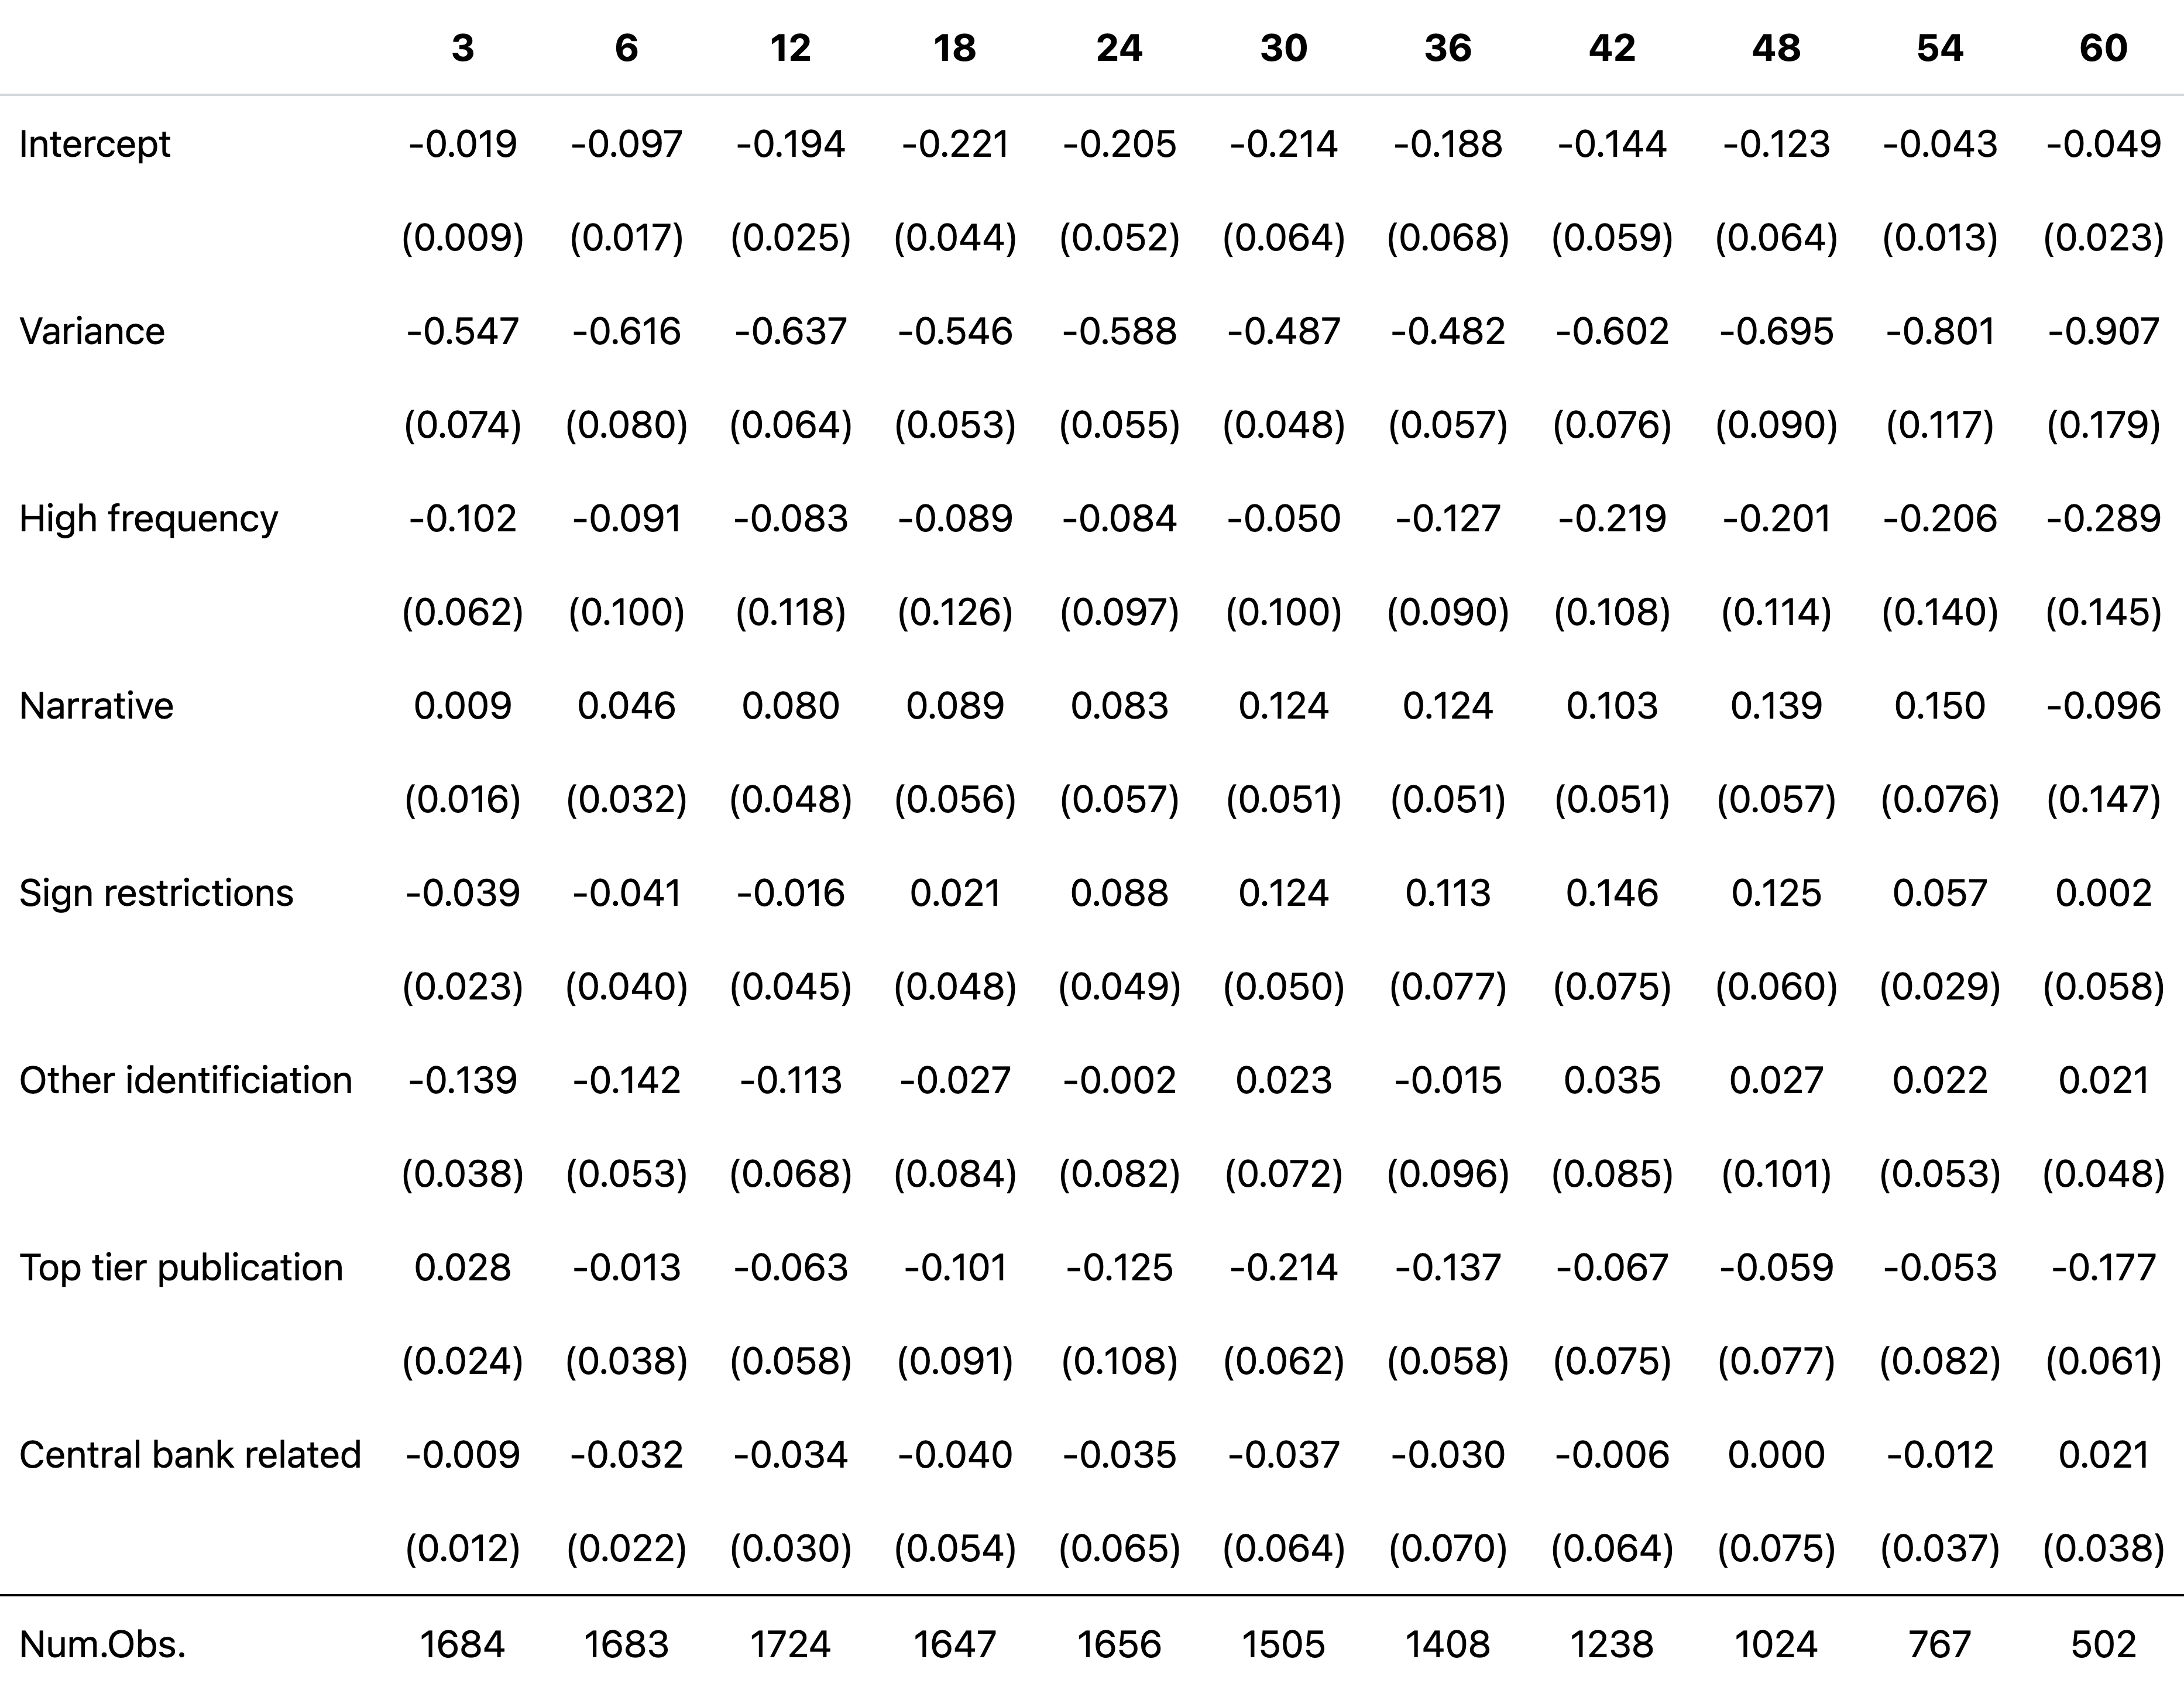 3 6 12 18 24 30 36 42 48 54 60
Intercept -0.019 -0.097 -0.194 -0.221 -0.205 -0.214 -0.188 -0.144 -0.123 -0.043 -0.049
(0.009) (0.017) (0.025) (0.044) (0.052) (0.064) (0.068) (0.059) (0.064) (0.013) (0.023)
Variance -0.547 -0.616 -0.637 -0.546 -0.588 -0.487 -0.482 -0.602 -0.695 -0.801 -0.907
(0.074) (0.080) (0.064) (0.053) (0.055) (0.048) (0.057) (0.076) (0.090) (0.117) (0.179)
High frequency -0.102 -0.091 -0.083 -0.089 -0.084 -0.050 -0.127 -0.219 -0.201 -0.206 -0.289
(0.062) (0.100) (0.118) (0.126) (0.097) (0.100) (0.090) (0.108) (0.114) (0.140) (0.145)
Narrative 0.009 0.046 0.080 0.089 0.083 0.124 0.124 0.103 0.139 0.150 -0.096
(0.016) (0.032) (0.048) (0.056) (0.057) (0.051) (0.051) (0.051) (0.057) (0.076) (0.147)
Sign restrictions -0.039 -0.041 -0.016 0.021 0.088 0.124 0.113 0.146 0.125 0.057 0.002
(0.023) (0.040) (0.045) (0.048) (0.049) (0.050) (0.077) (0.075) (0.060) (0.029) (0.058)
Other identificiation -0.139 -0.142 -0.113 -0.027 -0.002 0.023 -0.015 0.035 0.027 0.022 0.021
(0.038) (0.053) (0.068) (0.084) (0.082) (0.072) (0.096) (0.085) (0.101) (0.053) (0.048)
Top tier publication 0.028 -0.013 -0.063 -0.101 -0.125 -0.214 -0.137 -0.067 -0.059 -0.053 -0.177
(0.024) (0.038) (0.058) (0.091) (0.108) (0.062) (0.058) (0.075) (0.077) (0.082) (0.061)
Central bank related -0.009 -0.032 -0.034 -0.040 -0.035 -0.037 -0.030 -0.006 0.000 -0.012 0.021
(0.012) (0.022) (0.030) (0.054) (0.065) (0.064) (0.070) (0.064) (0.075) (0.037) (0.038)
Num.Obs. 1684 1683 1724 1647 1656 1505 1408 1238 1024 767 502